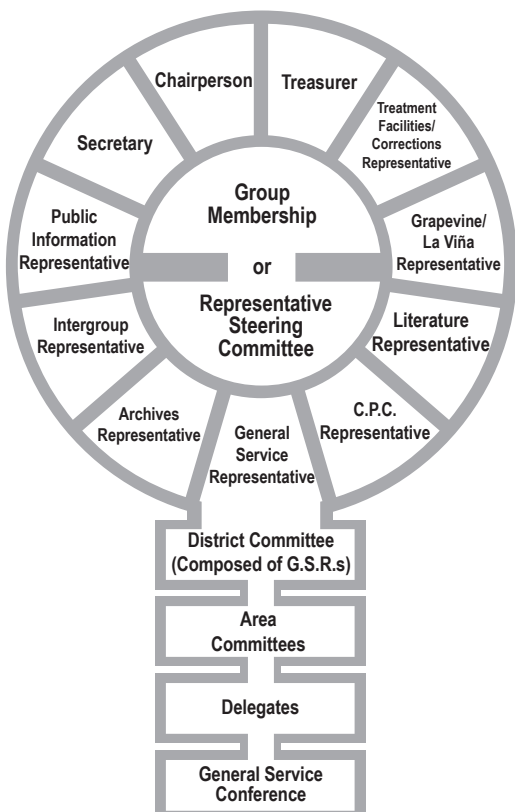 Chairperson
Treasurer
Treatment
Facilities/
Corrections
Representative
Grapevine/
La Viña
Representative
Literature
Representative
C.P.C.
Representative
General
Service
Representative
Archives
Representative
Intergroup
Representative
Public
Information
Representative
Secretary
Group
Membership
or
Representative
Steering
Committee
District Committee
(Composed of G.S.R.s)
Area
Committees
Delegates
General Service
Conference